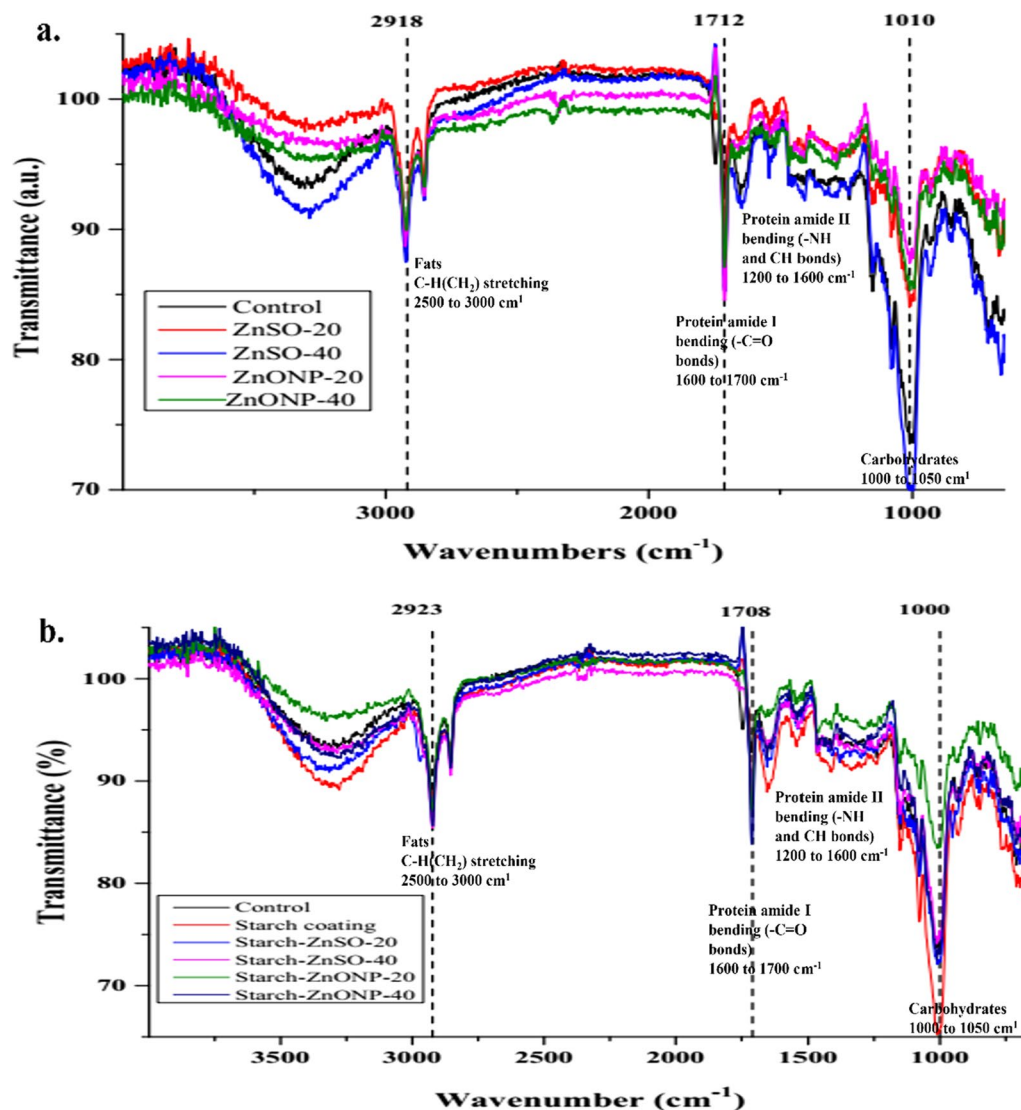 a.
2918
1712
1010
100
90
80
70
Transmittance (a.u.)
Control
ZnSO-20
ZnSO-40
ZnONP-20
ZnONP-40
Fats
C-H(CH₂) stretching
2500 to 3000 cm¹
Protein amide I
bending (-C=O
bonds)
1600 to 1700 cm⁻¹
Protein amide II
bending (-NH
and CH bonds)
1200 to 1600 cm⁻¹
Carbohydrates
1000 to 1050 cm¹
3000
2000
1000
Wavenumbers (cm⁻¹)
b.
2923
1708
1000
100
90
80
70
Transmittance (%)
Control
Starch coating
Starch-ZnSO-20
Starch-ZnSO-40
Starch-ZnONP-20
Starch-ZnONP-40
Fats
C-H(CH₂) stretching
2500 to 3000 cm¹
Protein amide I
bending (-C=O
bonds)
1600 to 1700 cm⁻¹
Protein amide II
bending (-NH
and CH bonds)
1200 to 1600 cm⁻¹
Carbohydrates
1000 to 1050 cm¹
3500
3000
2500
2000
1500
1000
Wavenumber (cm⁻¹)